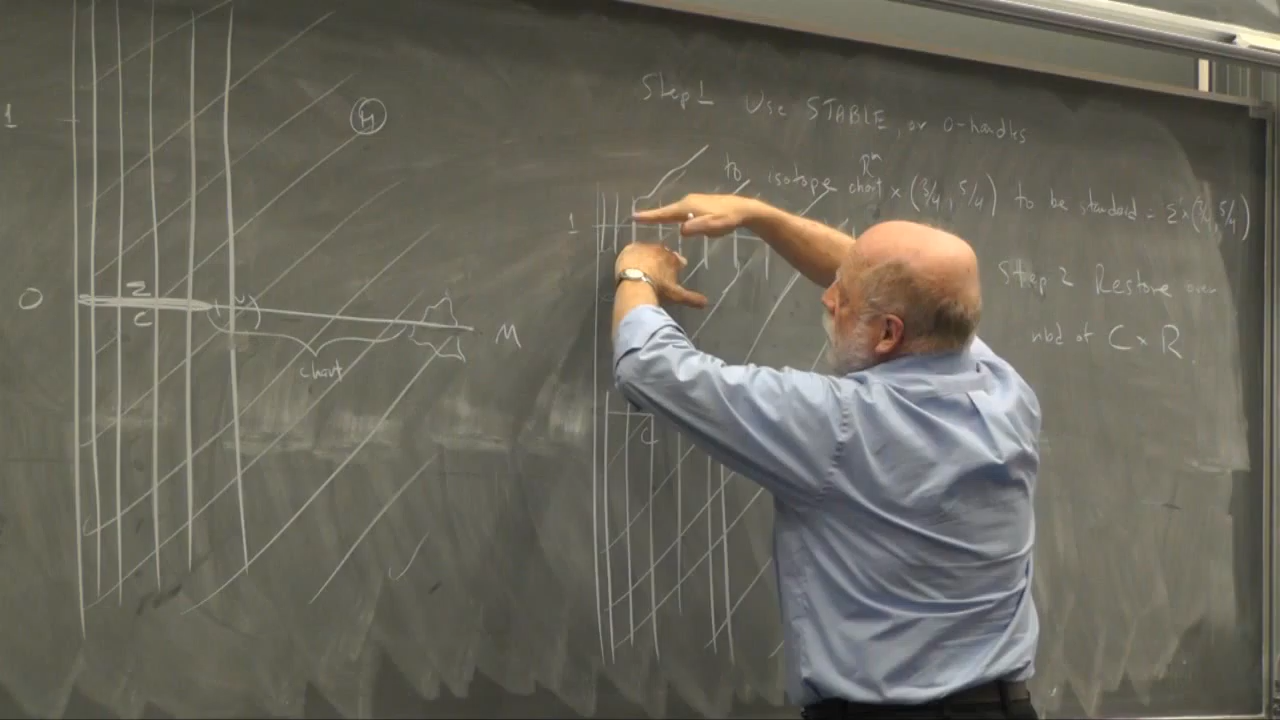 1
Θ
0
Σ
C
U
M
chart
Step 1 Use STABLE, or 0-handles
to isotope chart × (3/4, 5/4) to be standard = Σ × (3/4, 5/4)
Rⁿ
1
Step 2 Restore over
nbd of C × R.
C